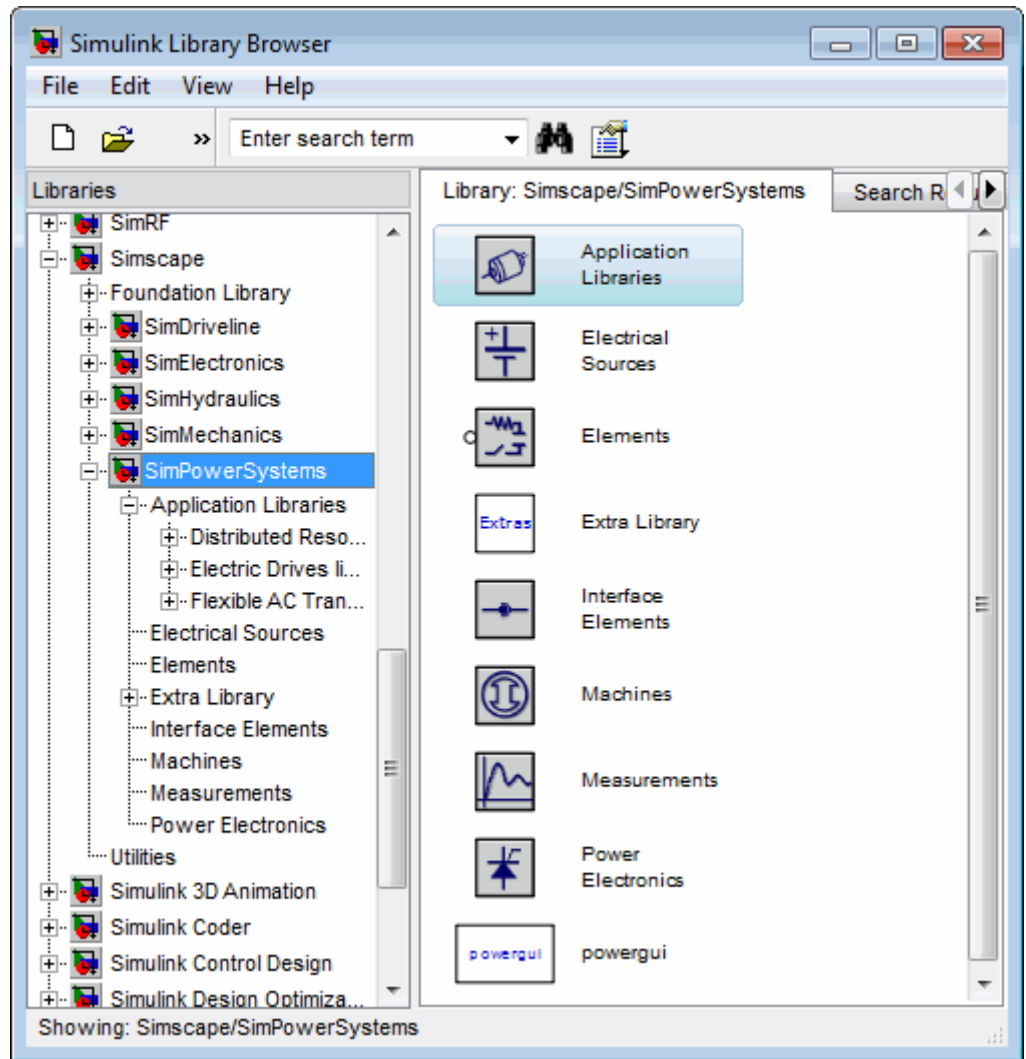 Simulink Library Browser
File Edit View Help
» Enter search term
Libraries
SimRF
Simscape
Foundation Library
SimDriveline
SimElectronics
SimHydraulics
SimMechanics
SimPowerSystems
Application Libraries
Distributed Reso...
Electric Drives li...
Flexible AC Tran...
Electrical Sources
Elements
Extra Library
Interface Elements
Machines
Measurements
Power Electronics
Utilities
Simulink 3D Animation
Simulink Coder
Simulink Control Design
Simulink Design Optimiza...
Library: Simscape/SimPowerSystems Search R
Application
Libraries
Electrical
Sources
Elements
Extras Extra Library
Interface
Elements
Machines
Measurements
Power
Electronics
powergui powergui
Showing: Simscape/SimPowerSystems